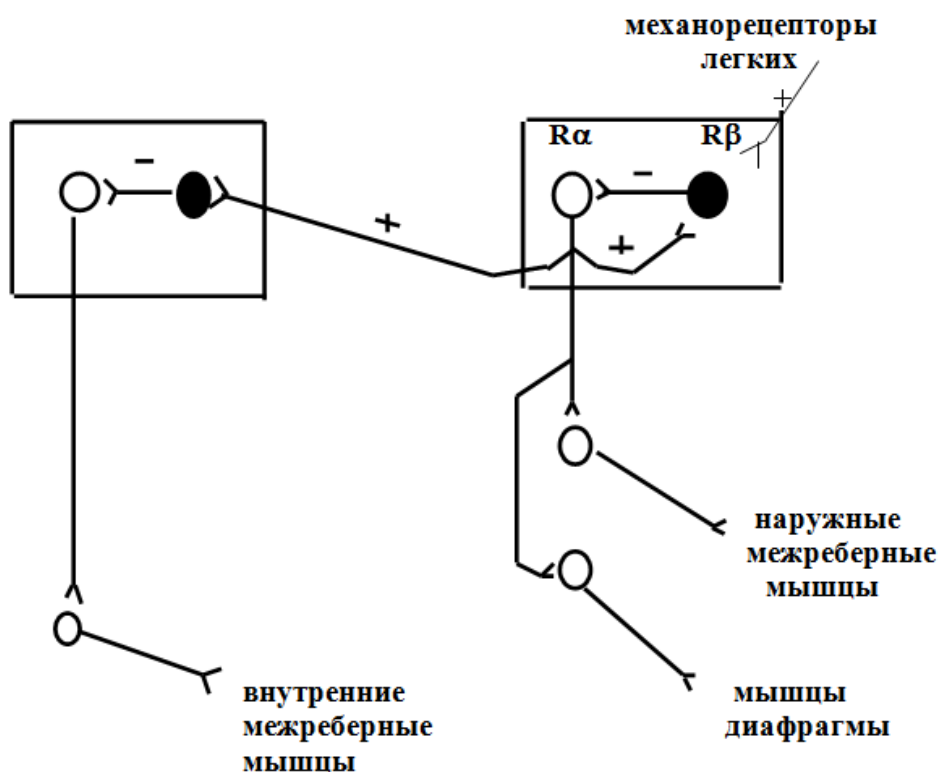 механорецепторы
легких
+
Rα
Rβ
-
-
+
+
наружные
межреберные
мышцы
внутренние
межреберные
мышцы
мышцы
диафрагмы